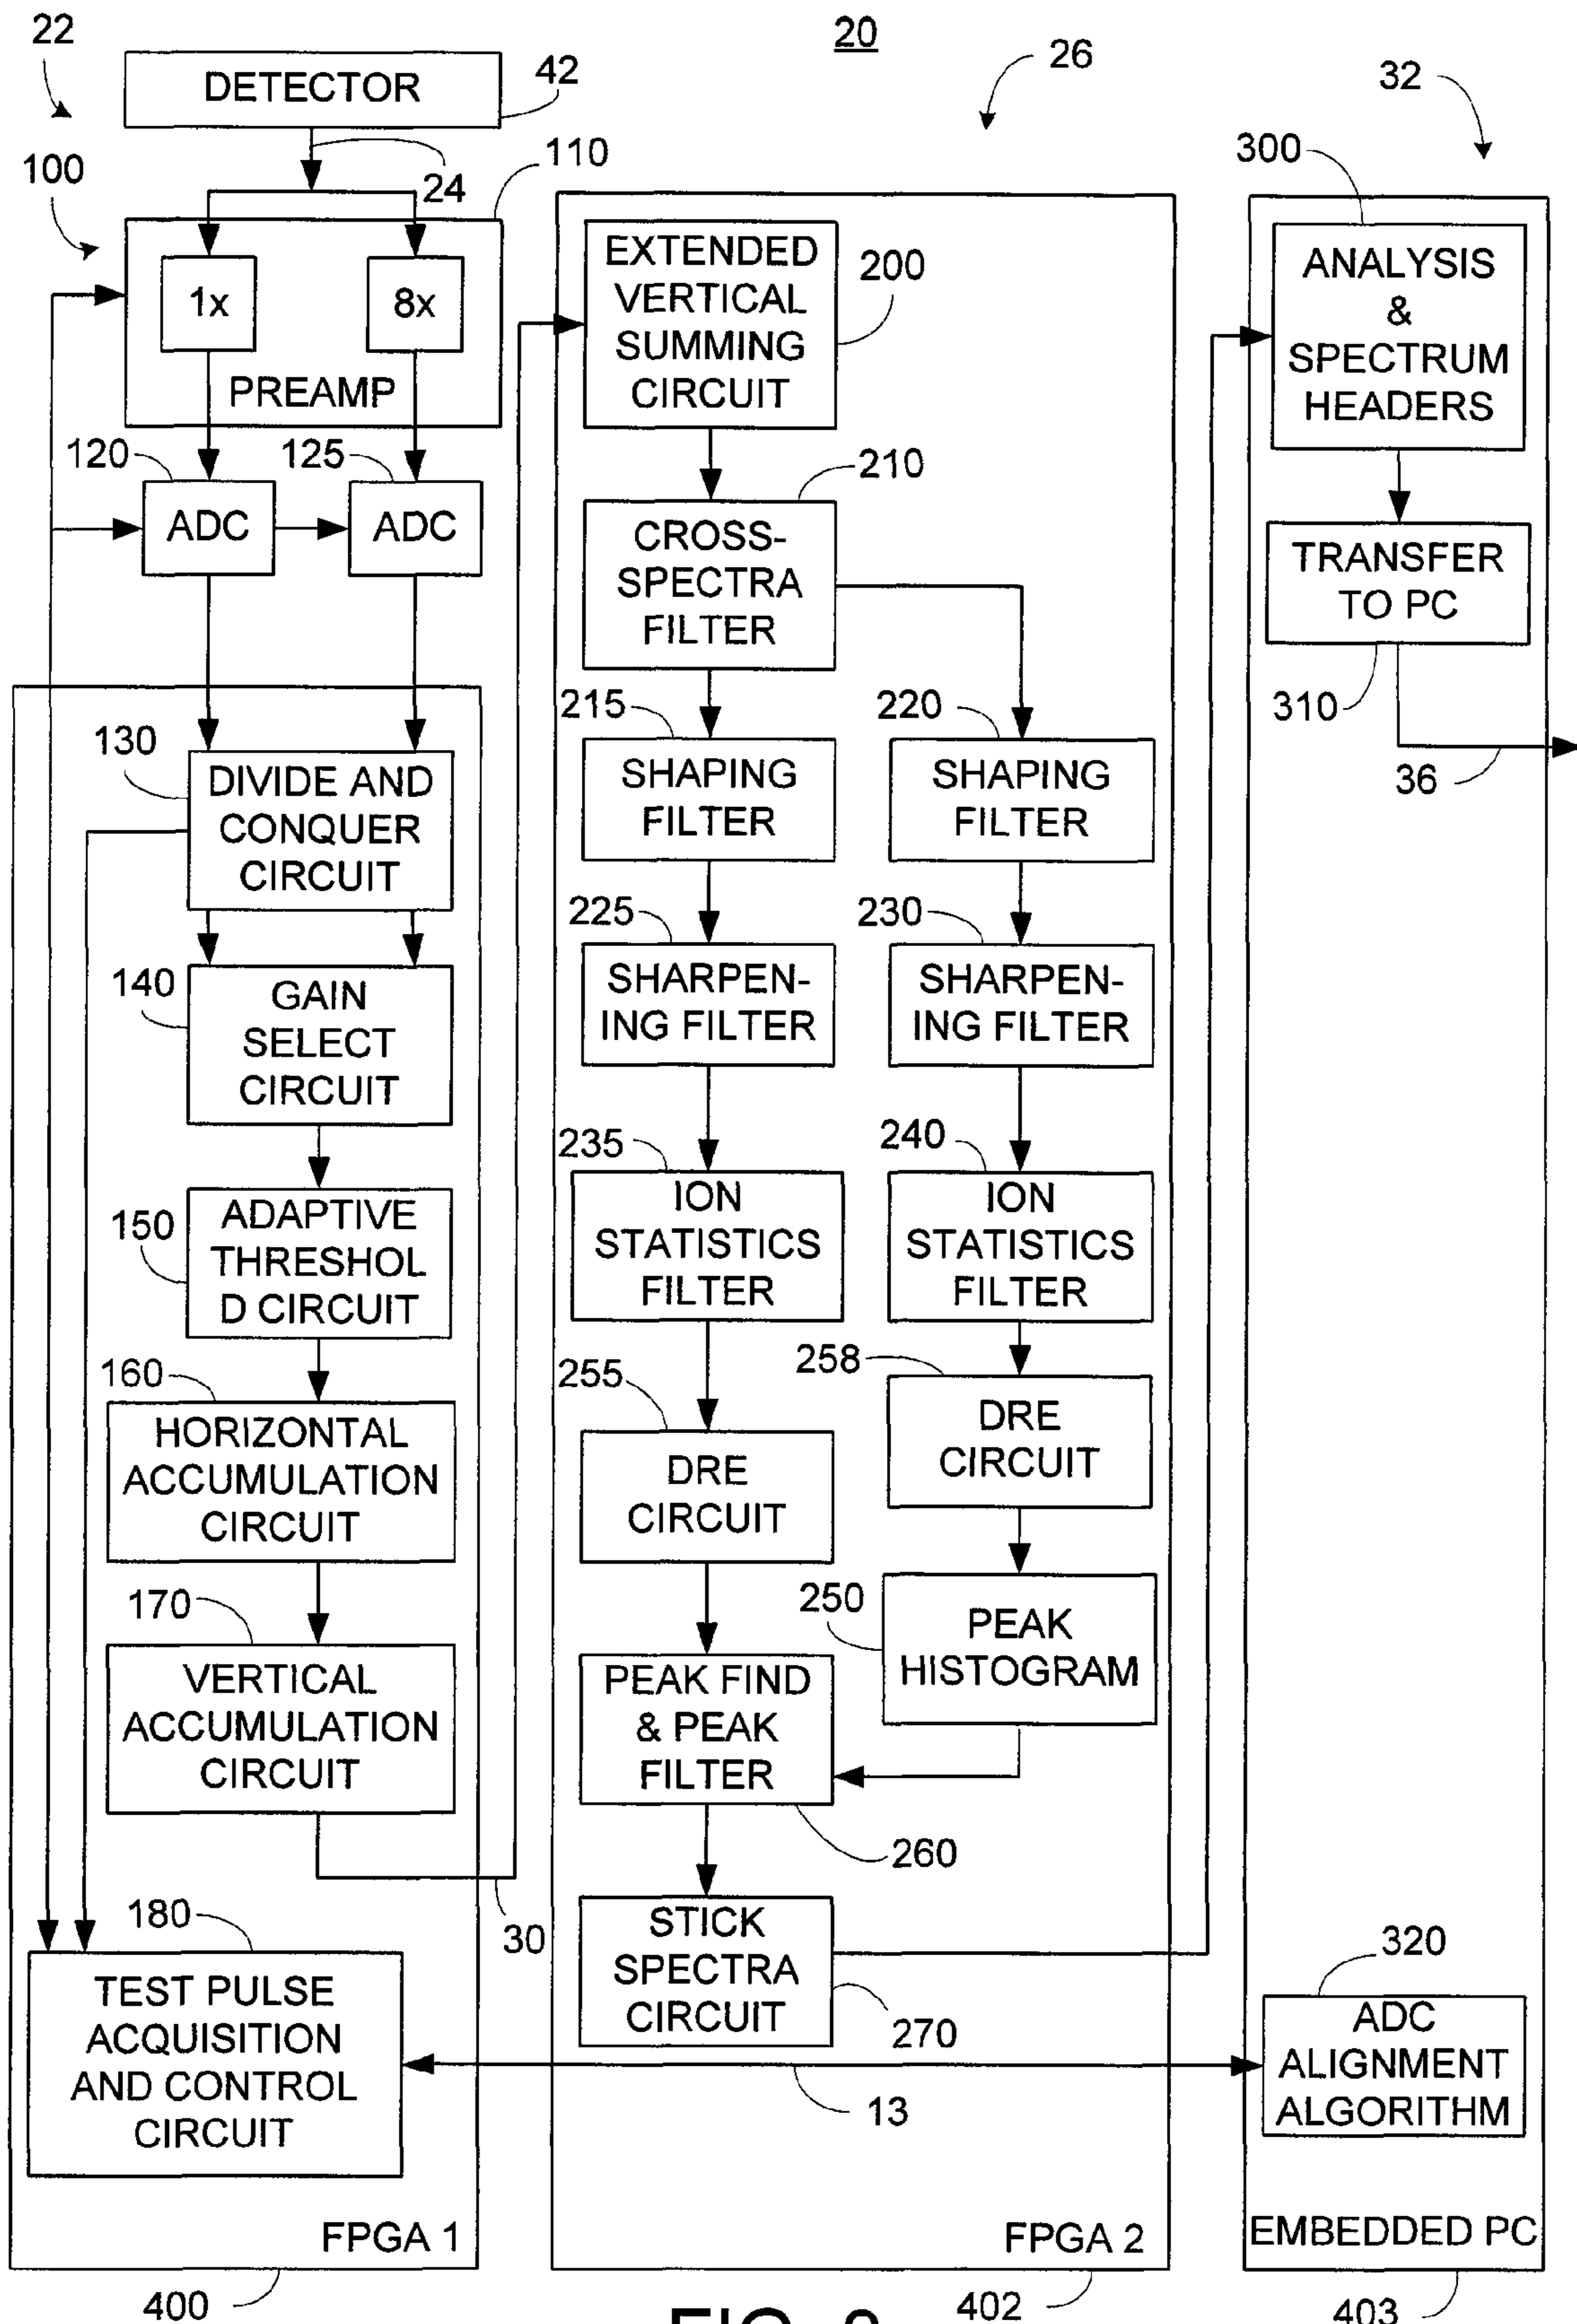 20
22
26
32
DETECTOR
42
24
100
110
1x
8x
PREAMP
120
125
ADC
ADC
130
DIVIDE AND
CONQUER
CIRCUIT
140
GAIN
SELECT
CIRCUIT
150
ADAPTIVE
THRESHOL
D CIRCUIT
160
HORIZONTAL
ACCUMULATION
CIRCUIT
170
VERTICAL
ACCUMULATION
CIRCUIT
30
180
TEST PULSE
ACQUISITION
AND CONTROL
CIRCUIT
FPGA 1
400
EXTENDED
VERTICAL
SUMMING
CIRCUIT
200
210
CROSS-
SPECTRA
FILTER
215
SHAPING
FILTER
220
SHAPING
FILTER
225
SHARPEN-
ING FILTER
230
SHARPEN-
ING FILTER
235
ION
STATISTICS
FILTER
240
ION
STATISTICS
FILTER
255
DRE
CIRCUIT
258
DRE
CIRCUIT
250
PEAK
HISTOGRAM
PEAK FIND
& PEAK
FILTER
260
STICK
SPECTRA
CIRCUIT
270
13
FPGA 2
402
300
ANALYSIS
&
SPECTRUM
HEADERS
TRANSFER
TO PC
310
36
320
ADC
ALIGNMENT
ALGORITHM
EMBEDDED PC
403